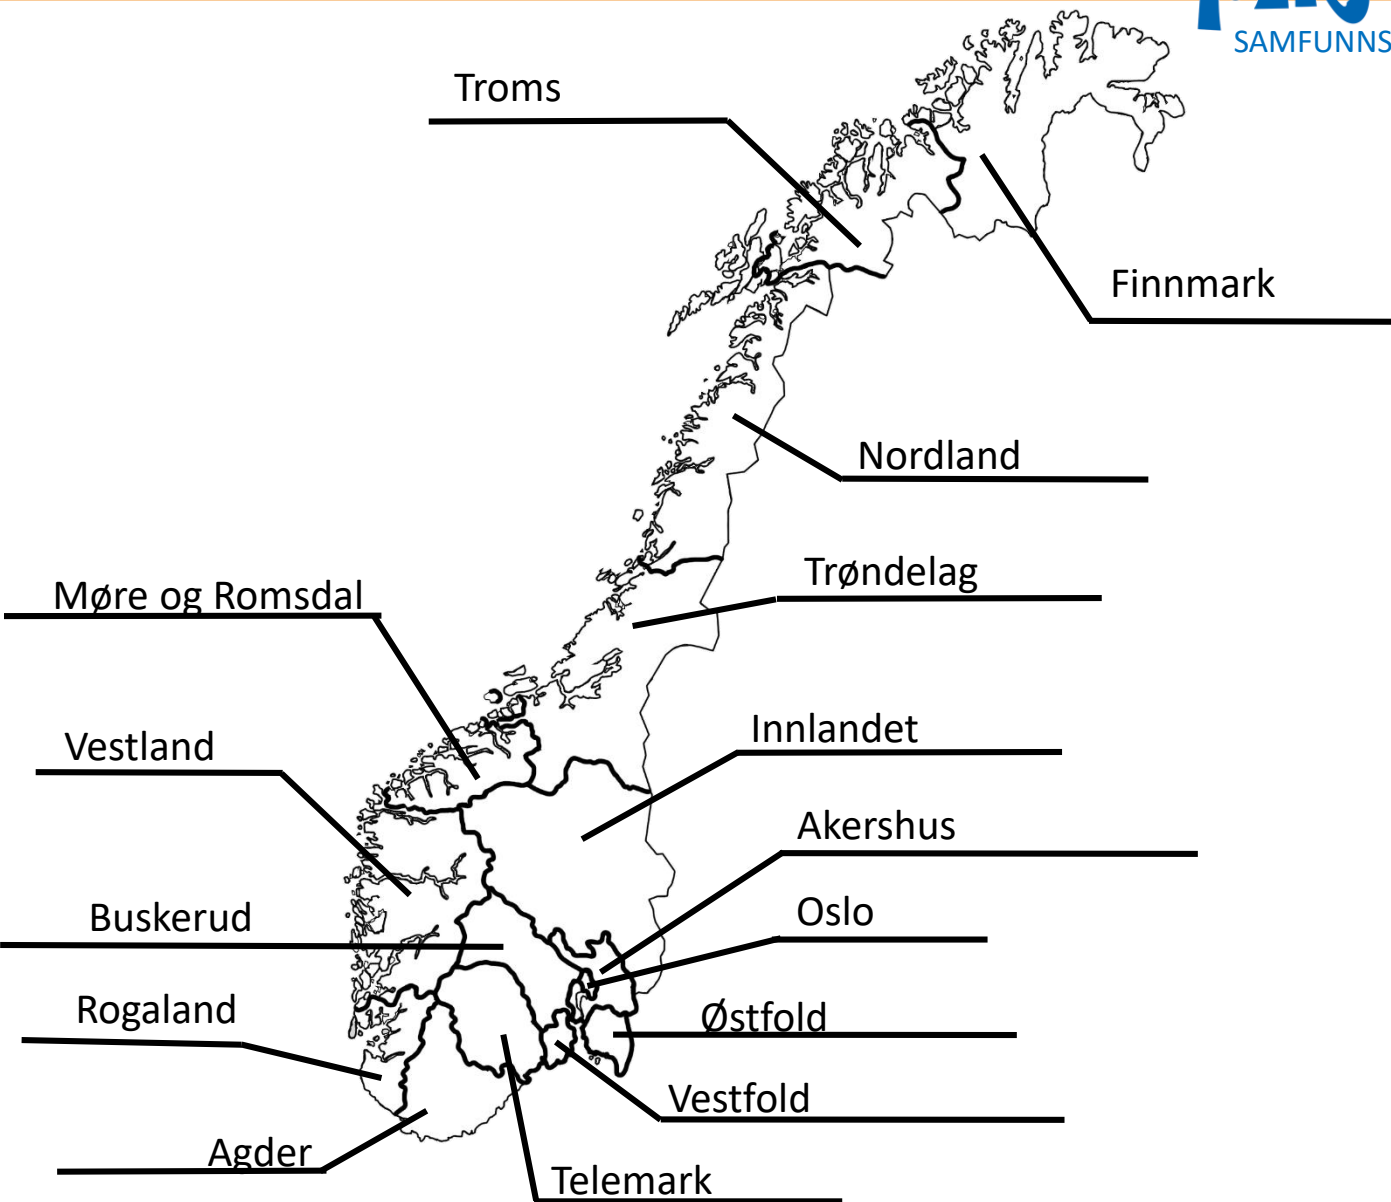 SAMFUNNS
Troms
Finnmark
Nordland
Trøndelag
Møre og Romsdal
Innlandet
Vestland
Akershus
Oslo
Buskerud
Rogaland
Østfold
Vestfold
Agder
Telemark